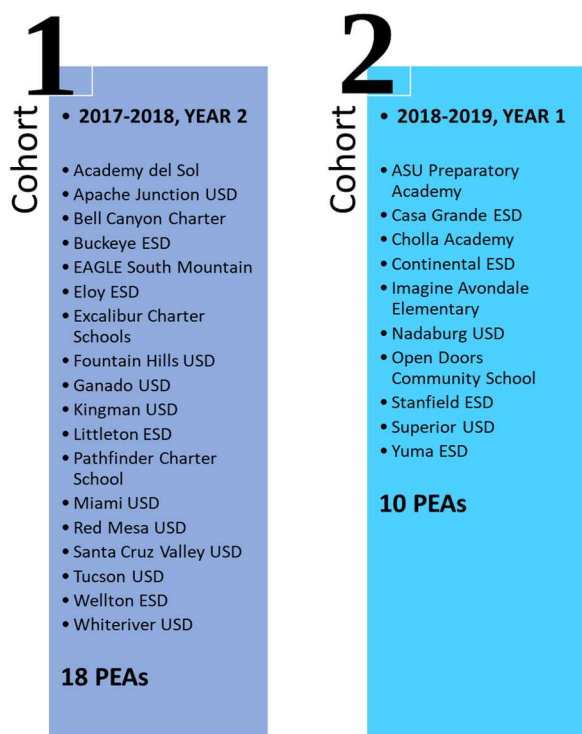 1
Cohort
• 2017-2018, YEAR 2
• Academy del Sol
• Apache Junction USD
• Bell Canyon Charter
• Buckeye ESD
• EAGLE South Mountain
• Eloy ESD
• Excalibur Charter
Schools
• Fountain Hills USD
• Ganado USD
• Kingman USD
• Littleton ESD
• Pathfinder Charter
School
• Miami USD
• Red Mesa USD
• Santa Cruz Valley USD
• Tucson USD
• Wellton ESD
• Whiteriver USD
18 PEAs
2
Cohort
• 2018-2019, YEAR 1
• ASU Preparatory
Academy
• Casa Grande ESD
• Cholla Academy
• Continental ESD
• Imagine Avondale
Elementary
• Nadaburg USD
• Open Doors
Community School
• Stanfield ESD
• Superior USD
• Yuma ESD
10 PEAs